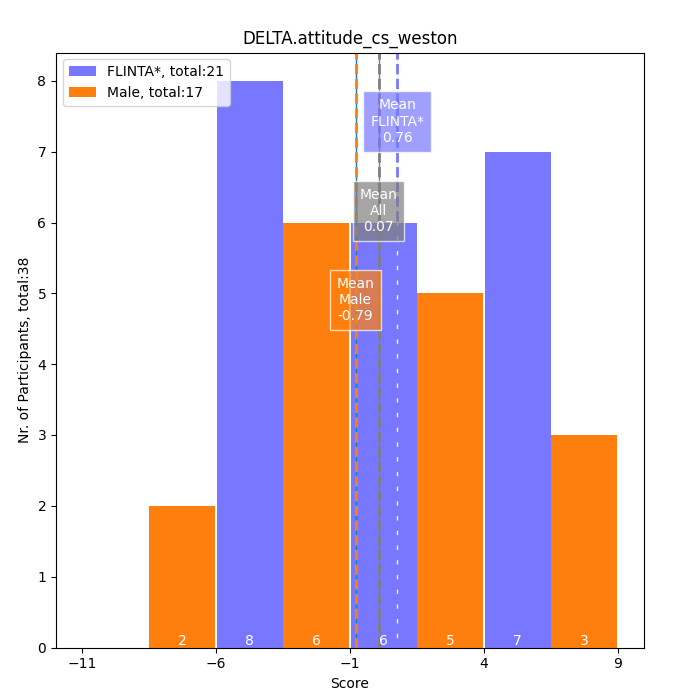 DELTA.attitude_cs_weston
FLINTA*, total:21
Male, total:17
Mean
FLINTA*
0.76
Mean
All
0.07
Mean
Male
-0.79
Nr. of Participants, total:38
8
7
6
5
4
3
2
1
0
2
8
6
6
5
7
3
−11
−6
−1
4
9
Score